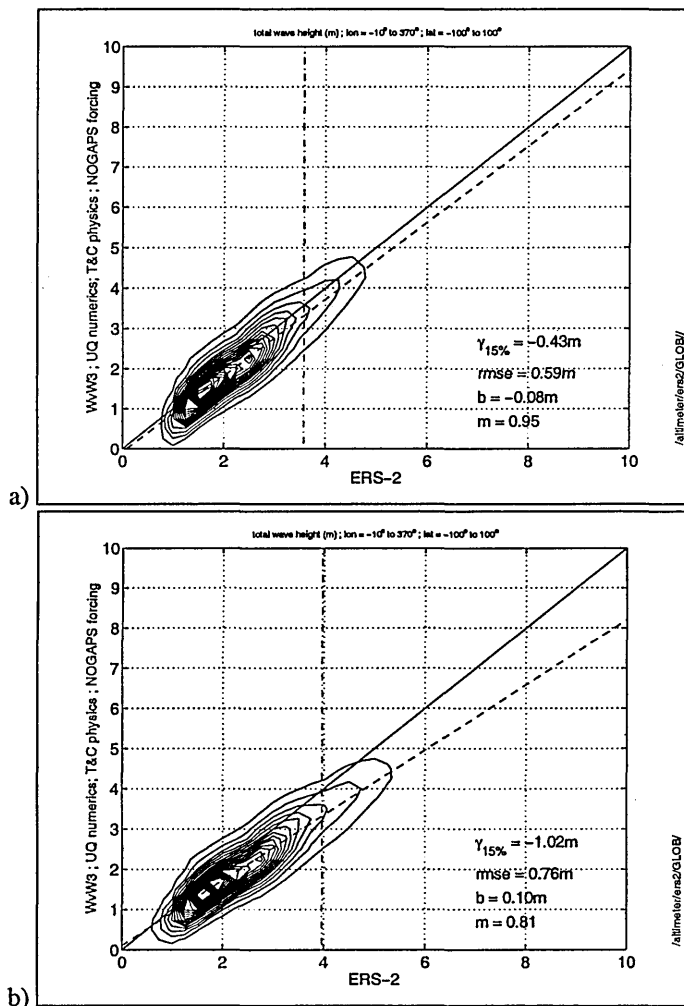 total wave height (m) ; lon = −10° to 370° ; lat = −100° to 100°
10
9
8
7
6
5
4
3
2
1
0
WvW3 ; UQ numerics; T&C physics ; NOGAPS forcing
γ15% = −0.43m
rmse = 0.59m
b = −0.08m
m = 0.95
0 2 4 6 8 10
ERS−2
/altimeter/ers2/GLOB//
a)
total wave height (m) ; lon = −10° to 370° ; lat = −100° to 100°
10
9
8
7
6
5
4
3
2
1
0
WvW3 ; UQ numerics; T&C physics ; NOGAPS forcing
γ15% = −1.02m
rmse = 0.76m
b = 0.10m
m = 0.81
0 2 4 6 8 10
ERS−2
/altimeter/ers2/GLOB/
b)